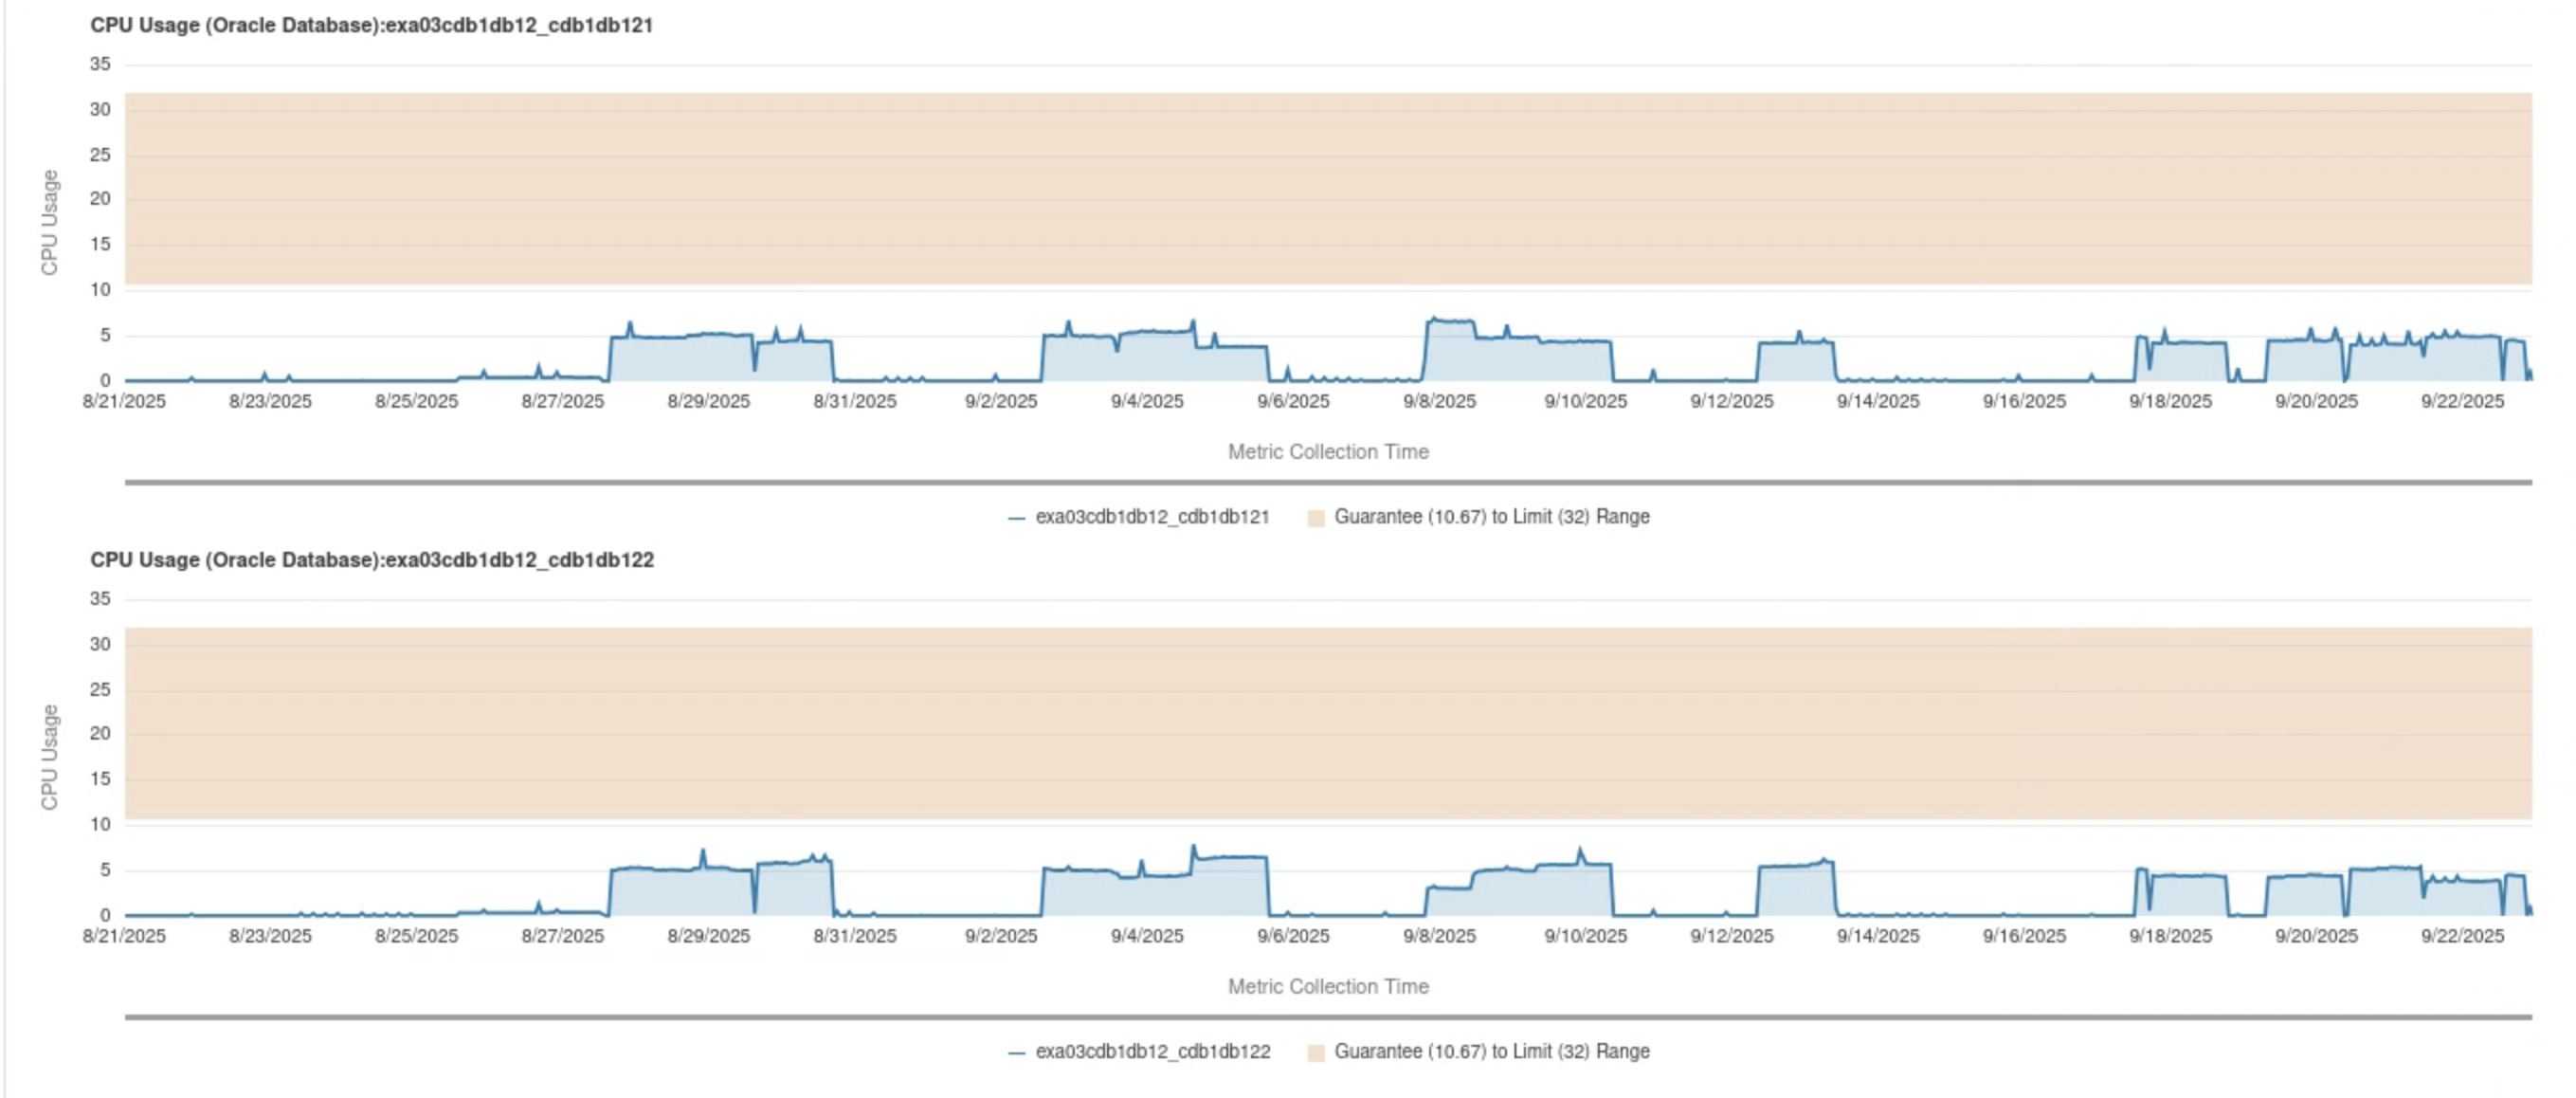 CPU Usage (Oracle Database):exa03cdb1db12_cdb1db121
35
30
25
20
15
10
5
0
CPU Usage
8/21/2025 8/23/2025 8/25/2025 8/27/2025 8/29/2025 8/31/2025 9/2/2025 9/4/2025 9/6/2025 9/8/2025 9/10/2025 9/12/2025 9/14/2025 9/16/2025 9/18/2025 9/20/2025 9/22/2025
Metric Collection Time
exa03cdb1db12_cdb1db121 Guarantee (10.67) to Limit (32) Range
CPU Usage (Oracle Database):exa03cdb1db12_cdb1db122
35
30
25
20
15
10
5
0
CPU Usage
8/21/2025 8/23/2025 8/25/2025 8/27/2025 8/29/2025 8/31/2025 9/2/2025 9/4/2025 9/6/2025 9/8/2025 9/10/2025 9/12/2025 9/14/2025 9/16/2025 9/18/2025 9/20/2025 9/22/2025
Metric Collection Time
exa03cdb1db12_cdb1db122 Guarantee (10.67) to Limit (32) Range